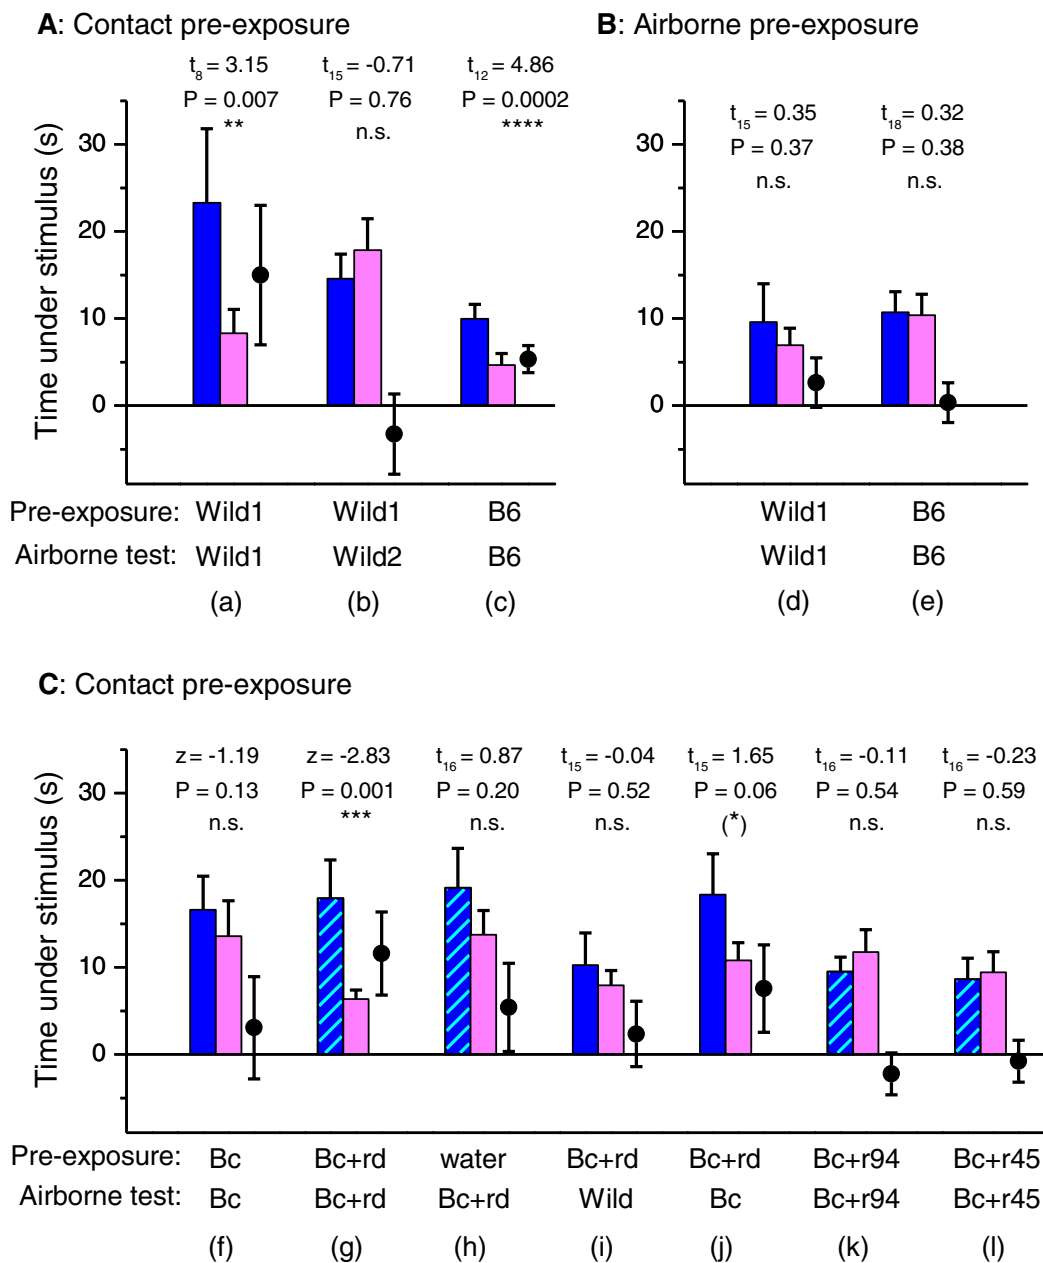 A: Contact pre-exposure
t8 = 3.15 t15 = -0.71 t12 = 4.86
P = 0.007 P = 0.76 P = 0.0002
** n.s. ****
30
20
10
0
Time under stimulus (s)
Pre-exposure: Wild1 Wild1 B6
Airborne test: Wild1 Wild2 B6
(a) (b) (c)
B: Airborne pre-exposure
t15 = 0.35 t18 = 0.32
P = 0.37 P = 0.38
n.s. n.s.
30
20
10
0
Wild1 B6
Wild1 B6
(d) (e)
C: Contact pre-exposure
z = -1.19 z = -2.83 t16 = 0.87 t15 = -0.04 t15 = 1.65 t16 = -0.11 t16 = -0.23
P = 0.13 P = 0.001 P = 0.20 P = 0.52 P = 0.06 P = 0.54 P = 0.59
n.s. *** n.s. n.s. (*) n.s. n.s.
30
20
10
0
Time under stimulus (s)
Pre-exposure: Bc Bc+rd water Bc+rd Bc+rd Bc+r94 Bc+r45
Airborne test: Bc Bc+rd Bc+rd Wild Bc Bc+r94 Bc+r45
(f) (g) (h) (i) (j) (k) (l)